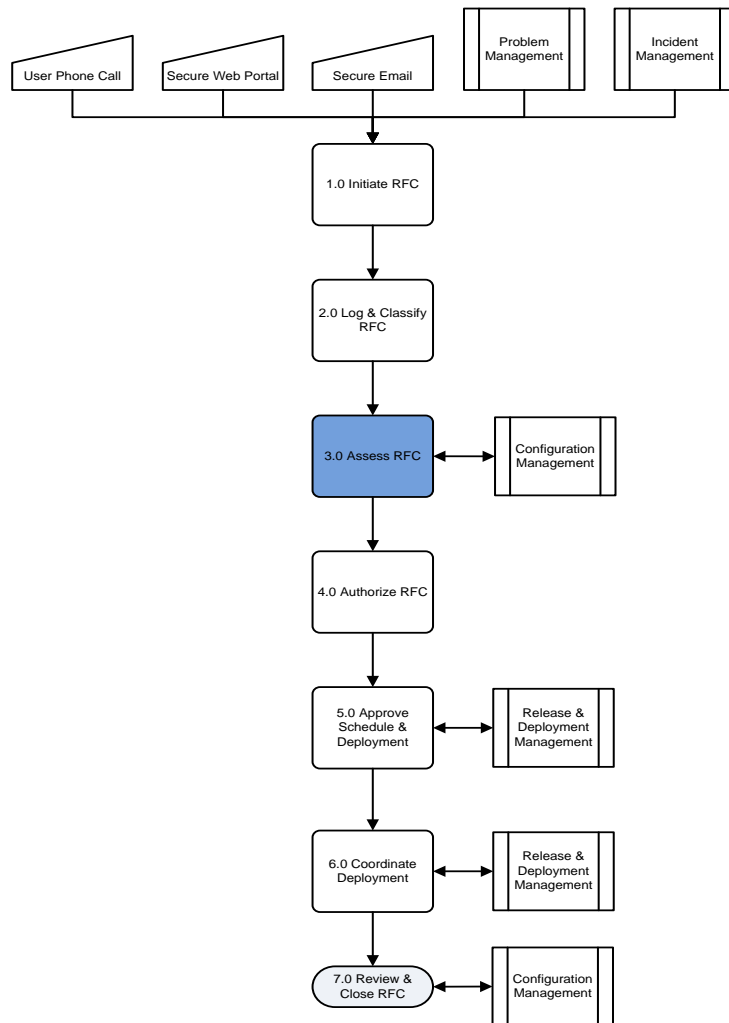 User Phone Call
Secure Web Portal
Secure Email
Problem
Management
Incident
Management
1.0 Initiate RFC
2.0 Log & Classify
RFC
3.0 Assess RFC
Configuration
Management
4.0 Authorize RFC
5.0 Approve
Schedule &
Deployment
Release &
Deployment
Management
6.0 Coordinate
Deployment
Release &
Deployment
Management
7.0 Review &
Close RFC
Configuration
Management